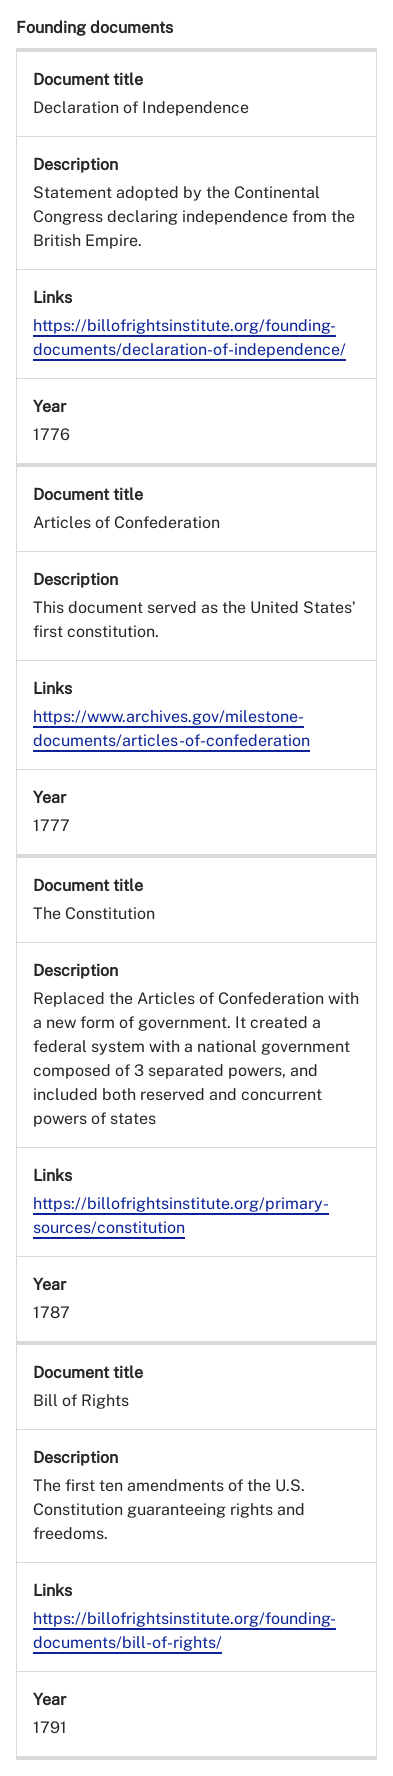 Founding documents
Document title
Declaration of Independence
Description
Statement adopted by the Continental
Congress declaring independence from the
British Empire.
Links
https://billofrightsinstitute.org/founding-
documents/declaration-of-independence/
Year
1776
Document title
Articles of Confederation
Description
This document served as the United States’
first constitution.
Links
https://www.archives.gov/milestone-
documents/articles-of-confederation
Year
1777
Document title
The Constitution
Description
Replaced the Articles of Confederation with
a new form of government. It created a
federal system with a national government
composed of 3 separated powers, and
included both reserved and concurrent
powers of states
Links
https://billofrightsinstitute.org/primary-
sources/constitution
Year
1787
Document title
Bill of Rights
Description
The first ten amendments of the U.S.
Constitution guaranteeing rights and
freedoms.
Links
https://billofrightsinstitute.org/founding-
documents/bill-of-rights/
Year
1791